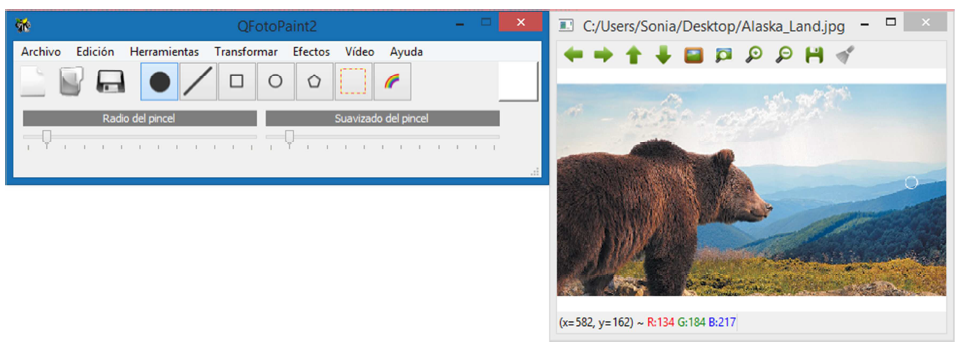 QFotoPaint2
Archivo Edición Herramientas Transformar Efectos Vídeo Ayuda
Radio del pincel
Suavizado del pincel
C:/Users/Sonia/Desktop/Alaska_Land.jpg
(x=582, y=162) ~ R:134 G:184 B:217